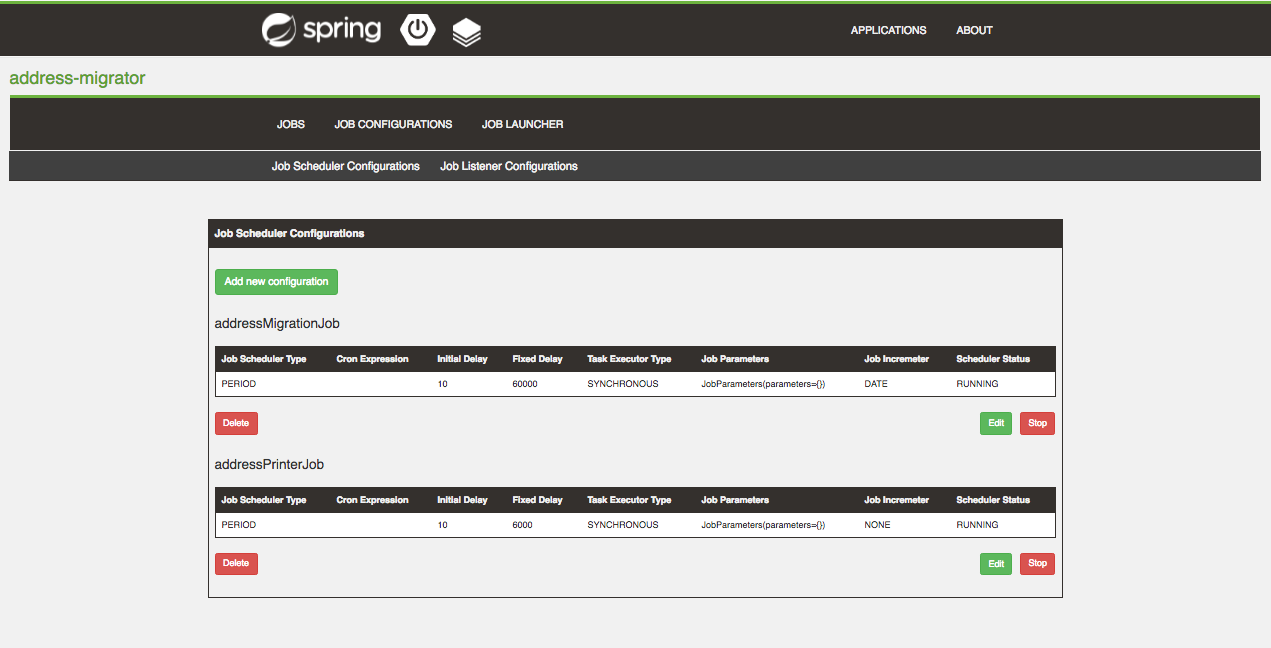 spring APPLICATIONS ABOUT
address-migrator
JOBS JOB CONFIGURATIONS JOB LAUNCHER
Job Scheduler Configurations Job Listener Configurations
Job Scheduler Configurations
Add new configuration
addressMigrationJob
Job Scheduler Type Cron Expression Initial Delay Fixed Delay Task Executor Type Job Parameters Job Incremeter Scheduler Status
PERIOD 10 60000 SYNCHRONOUS JobParameters(parameters={}) DATE RUNNING
Delete Edit Stop
addressPrinterJob
Job Scheduler Type Cron Expression Initial Delay Fixed Delay Task Executor Type Job Parameters Job Incremeter Scheduler Status
PERIOD 10 6000 SYNCHRONOUS JobParameters(parameters={}) NONE RUNNING
Delete Edit Stop